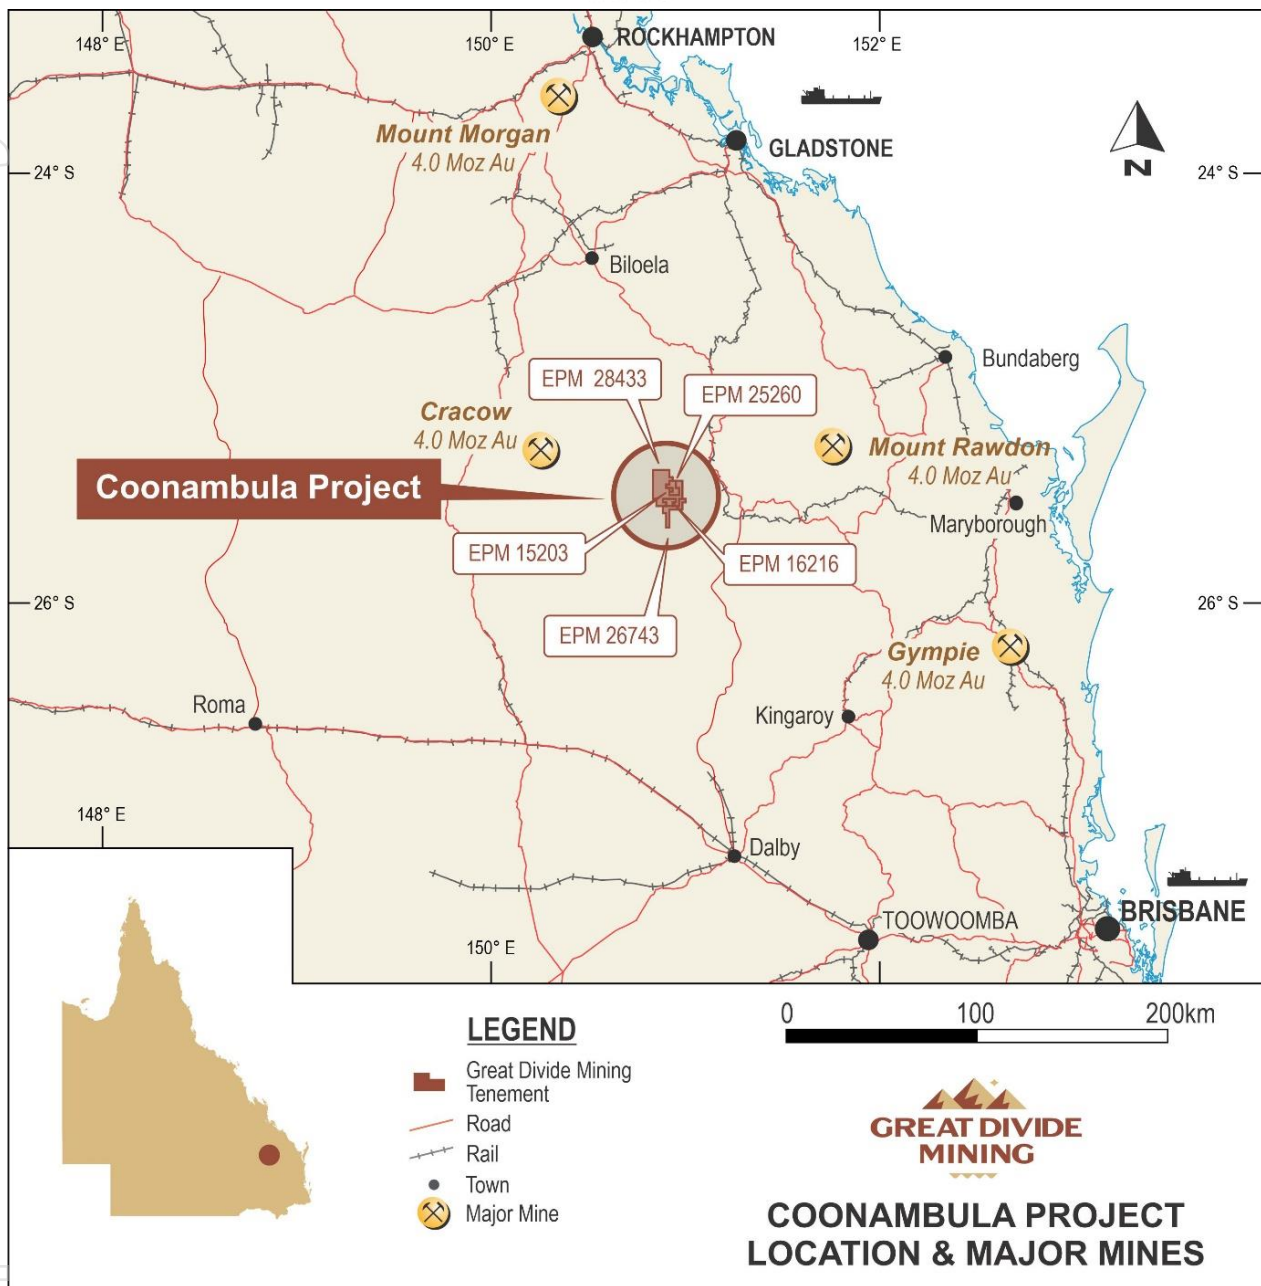 148° E
150° E
152° E
ROCKHAMPTON
Mount Morgan
4.0 Moz Au
GLADSTONE
N
24° S
24° S
Biloela
Bundaberg
EPM 28433
EPM 25260
Cracow
4.0 Moz Au
Mount Rawdon
4.0 Moz Au
Coonambula Project
Maryborough
EPM 15203
EPM 16216
26° S
26° S
EPM 26743
Gympie
4.0 Moz Au
Roma
Kingaroy
148° E
Dalby
TOOWOOMBA
BRISBANE
150° E
LEGEND
Great Divide Mining
Tenement
Road
Rail
Town
Major Mine
0 100 200km
GREAT DIVIDE
MINING
COONAMBULA PROJECT
LOCATION & MAJOR MINES